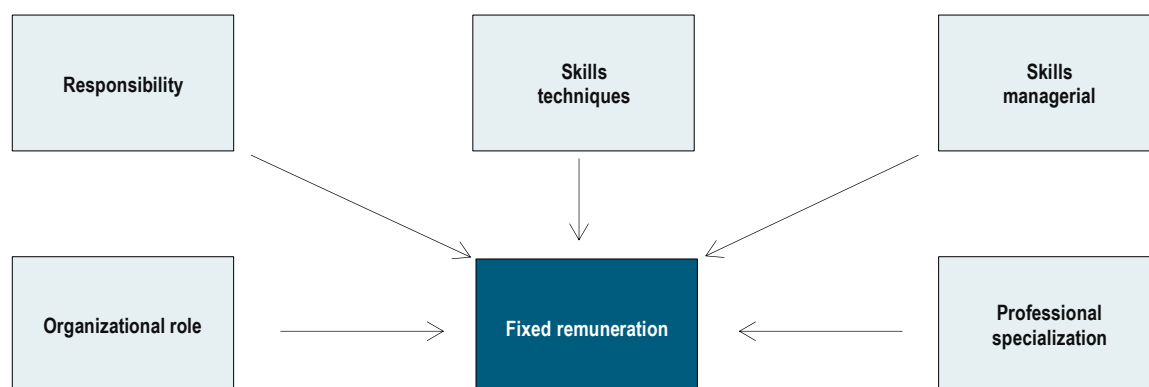 Responsibility
Skills
techniques
Skills
managerial
Organizational role
Fixed remuneration
Professional
specialization